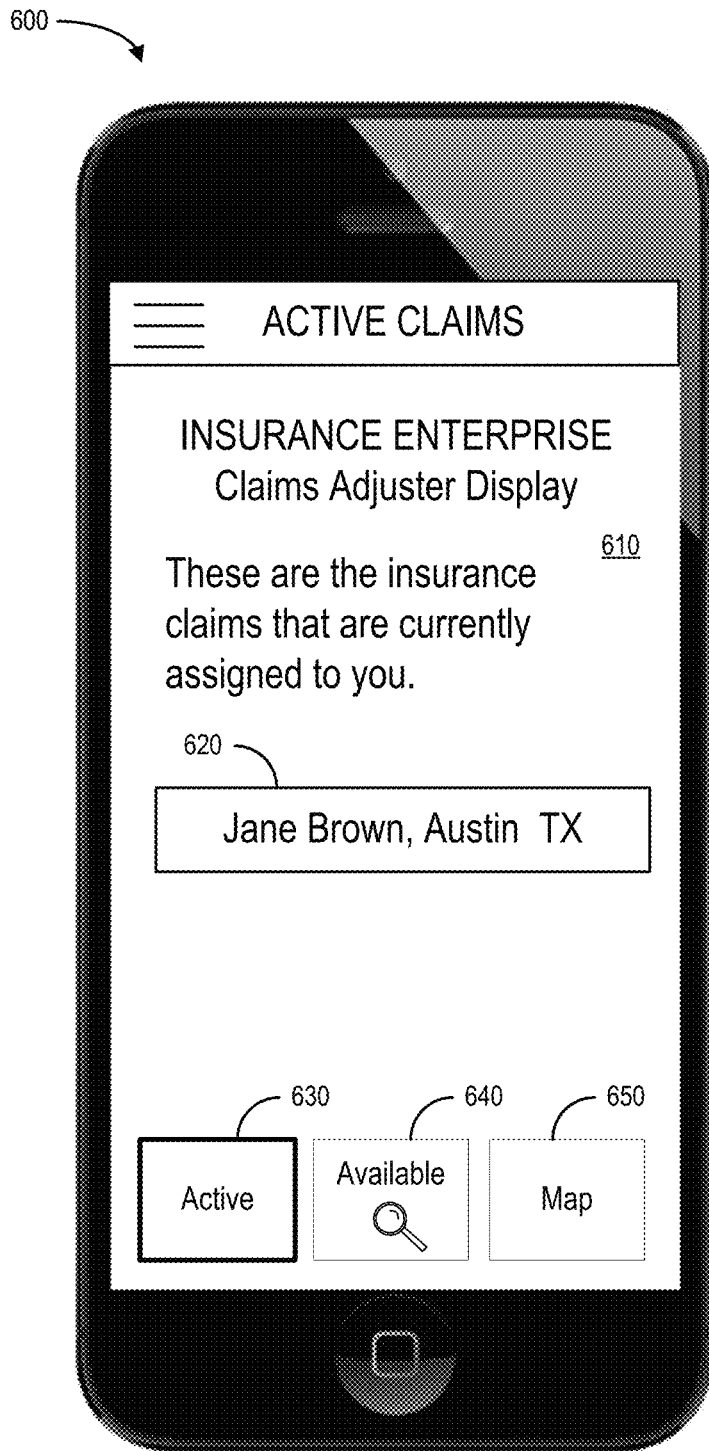 600
ACTIVE CLAIMS
INSURANCE ENTERPRISE
Claims Adjuster Display
610
These are the insurance
claims that are currently
assigned to you.
620
Jane Brown, Austin TX
630
640
650
Active
Available
Map